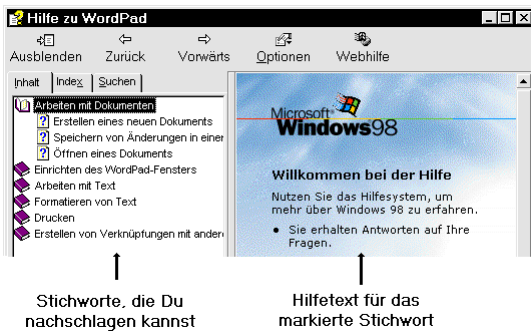 Hilfe zu WordPad
Ausblenden Zurück Vorwärts Optionen Webhilfe
Inhalt Index Suchen
Arbeiten mit Dokumenten
Erstellen eines neuen Dokuments
Speichern von Änderungen in einer
Öffnen eines Dokuments
Einrichten des WordPad-Fensters
Arbeiten mit Text
Formatieren von Text
Drucken
Erstellen von Verknüpfungen mit ander
Microsoft
Windows98
Willkommen bei der Hilfe
Nutzen Sie das Hilfesystem, um
mehr über Windows 98 zu erfahren.
• Sie erhalten Antworten auf Ihre
Fragen.
Stichworte, die Du
nachschlagen kannst
Hilfetext für das
markierte Stichwort